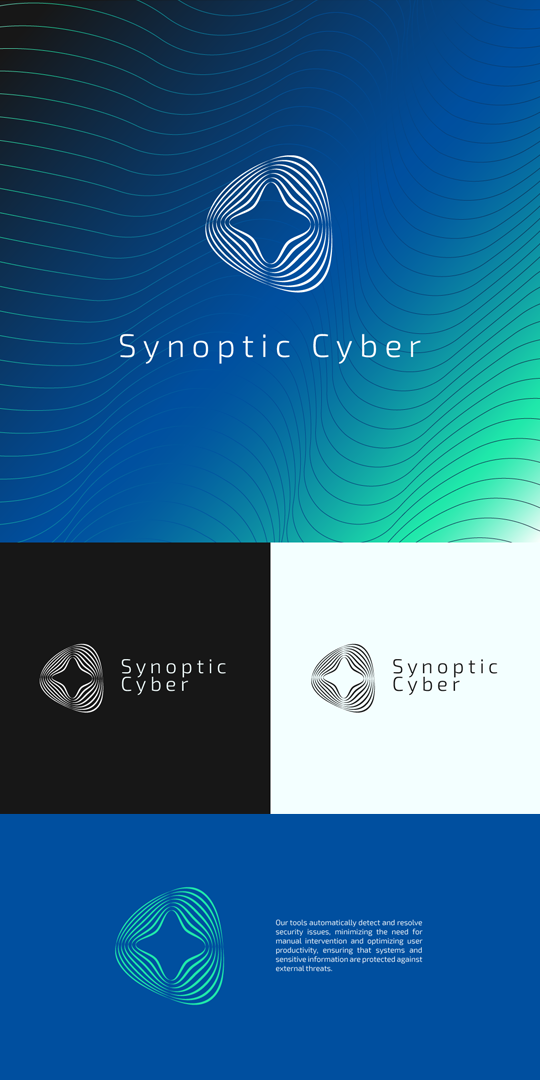 Synoptic Cyber
Synoptic
Cyber
Synoptic
Cyber
Our tools automatically detect and resolve
security issues, minimizing the need for
manual intervention and optimizing user
productivity, ensuring that systems and
sensitive information are protected against
external threats.